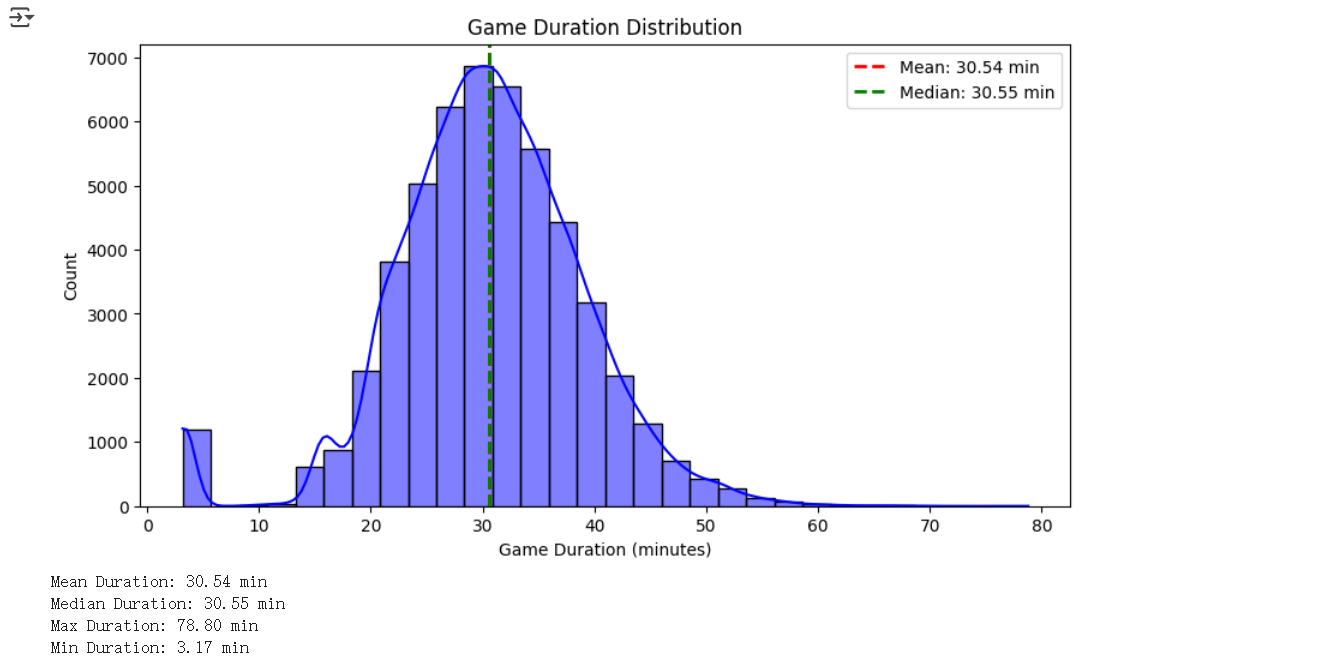 Game Duration Distribution
Mean: 30.54 min
Median: 30.55 min
7000
6000
5000
4000
3000
2000
1000
0
Count
0 10 20 30 40 50 60 70 80
Game Duration (minutes)
Mean Duration: 30.54 min
Median Duration: 30.55 min
Max Duration: 78.80 min
Min Duration: 3.17 min